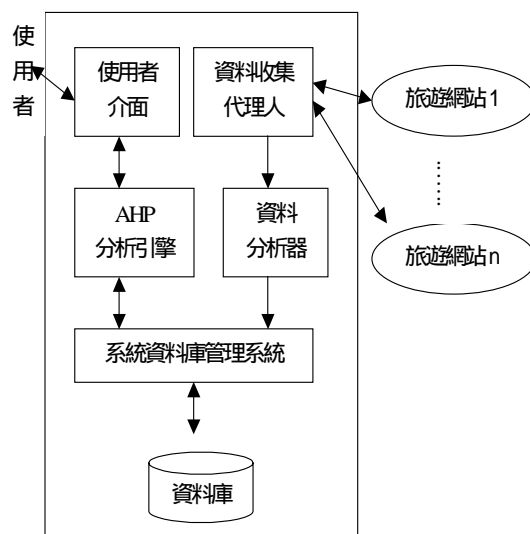 使用者
使用者
介面
資料收集
代理人
旅遊網站1
......
旅遊網站n
AHP
分析引擎
資料
分析器
系統資料庫管理系統
資料庫